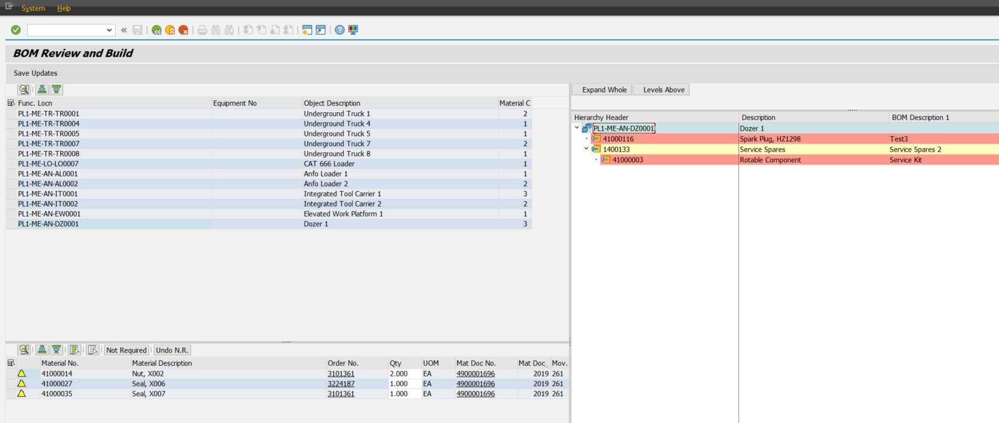 System Help
BOM Review and Build
Save Updates
Func. Locn Equipment No Object Description Material C
PL1-ME-TR-TR0001 Underground Truck 1 2
PL1-ME-TR-TR0004 Underground Truck 4 1
PL1-ME-TR-TR0005 Underground Truck 5 1
PL1-ME-TR-TR0007 Underground Truck 7 2
PL1-ME-TR-TR0008 Underground Truck 8 1
PL1-ME-LO-LO0007 CAT 666 Loader 1
PL1-ME-AN-AL0001 Anfo Loader 1 1
PL1-ME-AN-AL0002 Anfo Loader 2 2
PL1-ME-AN-IT0001 Integrated Tool Carrier 1 3
PL1-ME-AN-IT0002 Integrated Tool Carrier 2 2
PL1-ME-AN-EW0001 Elevated Work Platform 1 1
PL1-ME-AN-DZ0001 Dozer 1 3
Not Required Undo N.R.
Material No. Material Description Order No. Qty UOM Mat Doc No. Mat Doc Mov.
41000014 Nut, X002 3101361 2.000 EA 4900001696 2019 261
41000027 Seal, X006 3224187 1.000 EA 4900001696 2019 261
41000035 Seal, X007 3101361 1.000 EA 4900001696 2019 261
Expand Whole Levels Above
Hierarchy Header Description BOM Description 1
PL1-ME-AN-DZ0001 Dozer 1
41000116 Spark Plug, HZ1298 Test3
1400133 Service Spares Service Spares 2
41000003 Rotable Component Service Kit